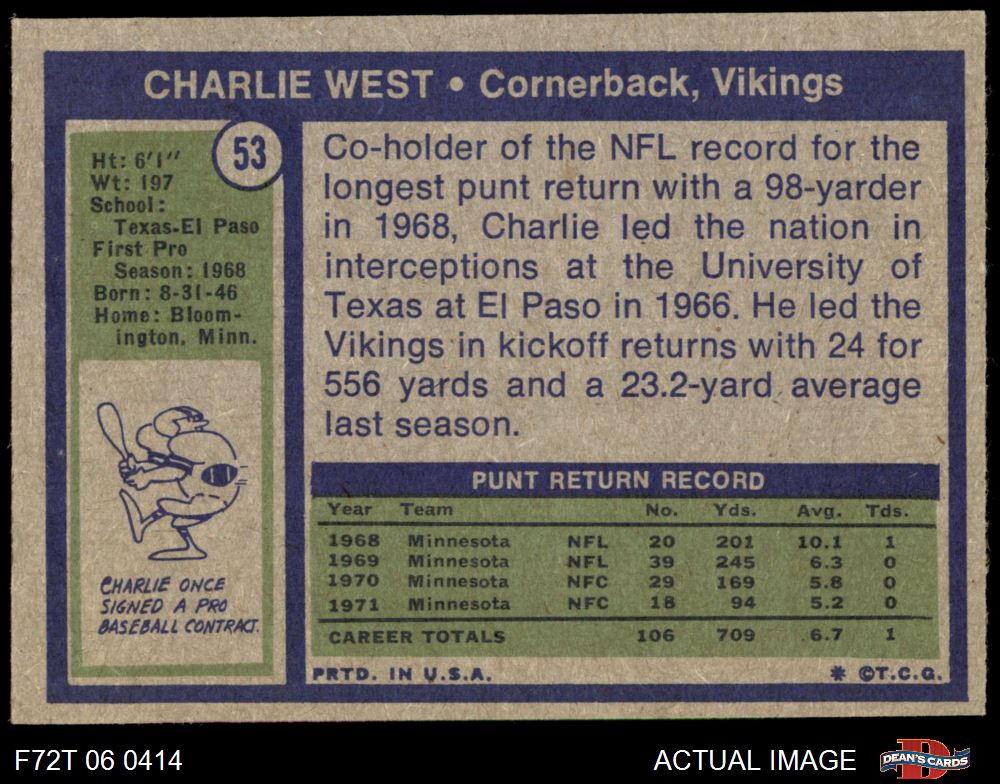 CHARLIE WEST • Cornerback, Vikings
53
Ht: 6'1''
Wt: 197
School:
Texas-El Paso
First Pro
Season: 1968
Born: 8-31-46
Home: Bloom-
ington, Minn.
CHARLIE ONCE
SIGNED A PRO
BASEBALL CONTRACT.
Co-holder of the NFL record for the
longest punt return with a 98-yarder
in 1968, Charlie led the nation in
interceptions at the University of
Texas at El Paso in 1966. He led the
Vikings in kickoff returns with 24 for
556 yards and a 23.2-yard average
last season.
PUNT RETURN RECORD
Year Team No. Yds. Avg. Tds.
1968 Minnesota NFL 20 201 10.1 1
1969 Minnesota NFL 39 245 6.3 0
1970 Minnesota NFC 29 169 5.8 0
1971 Minnesota NFC 18 94 5.2 0
CAREER TOTALS 106 709 6.7 1
PRTD. IN U.S.A. * ©T.C.G.
F72T 06 0414 ACTUAL IMAGE DEAN'S CARDS